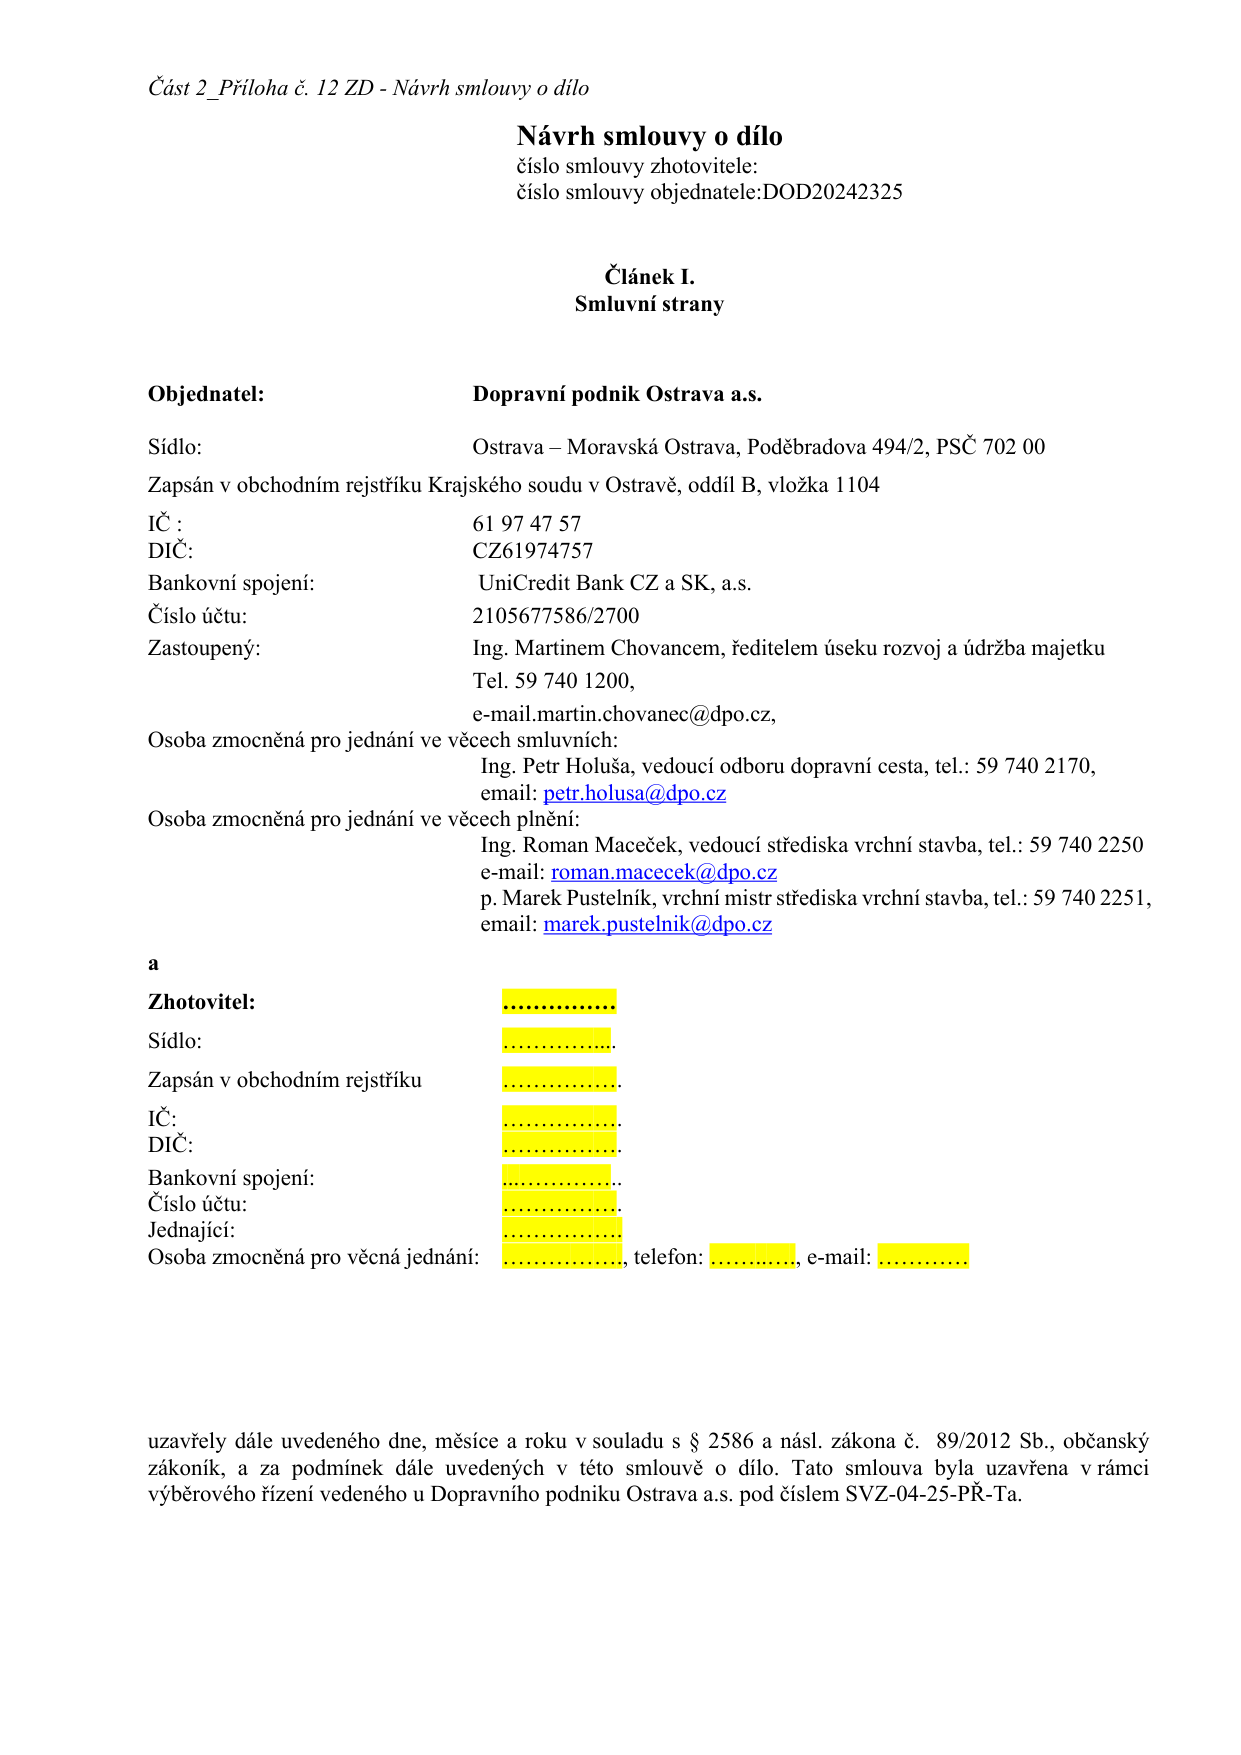 Část 2_Příloha č. 12 ZD - Návrh smlouvy o dílo
Návrh smlouvy o dílo
číslo smlouvy zhotovitele:
číslo smlouvy objednatele:DOD20242325
Článek I.
Smluvní strany
Objednatel: Dopravní podnik Ostrava a.s.
Sídlo: Ostrava – Moravská Ostrava, Poděbradova 494/2, PSČ 702 00
Zapsán v obchodním rejstříku Krajského soudu v Ostravě, oddíl B, vložka 1104
IČ : 61 97 47 57
DIČ: CZ61974757
Bankovní spojení: UniCredit Bank CZ a SK, a.s.
Číslo účtu: 2105677586/2700
Zastoupený: Ing. Martinem Chovancem, ředitelem úseku rozvoj a údržba majetku
Tel. 59 740 1200,
e-mail.martin.chovanec@dpo.cz,
Osoba zmocněná pro jednání ve věcech smluvních:
Ing. Petr Holuša, vedoucí odboru dopravní cesta, tel.: 59 740 2170,
email: petr.holusa@dpo.cz
Osoba zmocněná pro jednání ve věcech plnění:
Ing. Roman Maceček, vedoucí střediska vrchní stavba, tel.: 59 740 2250
e-mail: roman.macecek@dpo.cz
p. Marek Pustelník, vrchní mistr střediska vrchní stavba, tel.: 59 740 2251,
email: marek.pustelnik@dpo.cz
a
Zhotovitel: ……………
Sídlo: …………....
Zapsán v obchodním rejstříku …………….
IČ: …………….
DIČ: …………….
Bankovní spojení: ...…………..
Číslo účtu: …………….
Jednající: …………….
Osoba zmocněná pro věcná jednání: ……………., telefon: ……..…., e-mail: …………
uzavřely dále uvedeného dne, měsíce a roku v souladu s § 2586 a násl. zákona č. 89/2012 Sb., občanský
zákoník, a za podmínek dále uvedených v této smlouvě o dílo. Tato smlouva byla uzavřena v rámci
výběrového řízení vedeného u Dopravního podniku Ostrava a.s. pod číslem SVZ-04-25-PŘ-Ta.